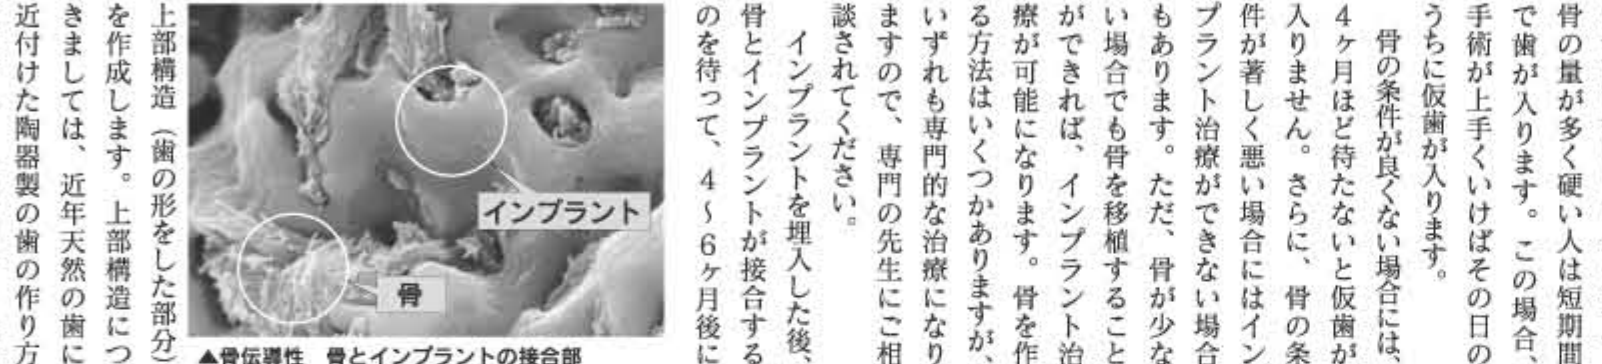 骨の量が多く硬い人は短期間
で歯が入ります。この場合、
手術が上手くいけばその日の
うちに仮歯が入ります。
骨の条件が良くない場合には、
4ヶ月ほど待たないと仮歯が
入りません。さらに、骨の条
件が著しく悪い場合にはイン
プラント治療ができない場合
もあります。ただ、骨が少な
い場合でも骨を移植すること
ができれば、インプラント治
療が可能になります。骨を作
る方法はいくつかありますが、
いずれも専門的な治療になり
ますので、専門の先生にご相
談されてください。
インプラントを埋入した後、
骨とインプラントが接合する
のを待って、4～6ヶ月後に
インプラント
骨
▲骨伝導性 骨とインプラントの接合部
上部構造（歯の形をした部分）
を作成します。上部構造につ
きましては、近年天然の歯に
近付けた陶器製の歯の作り方